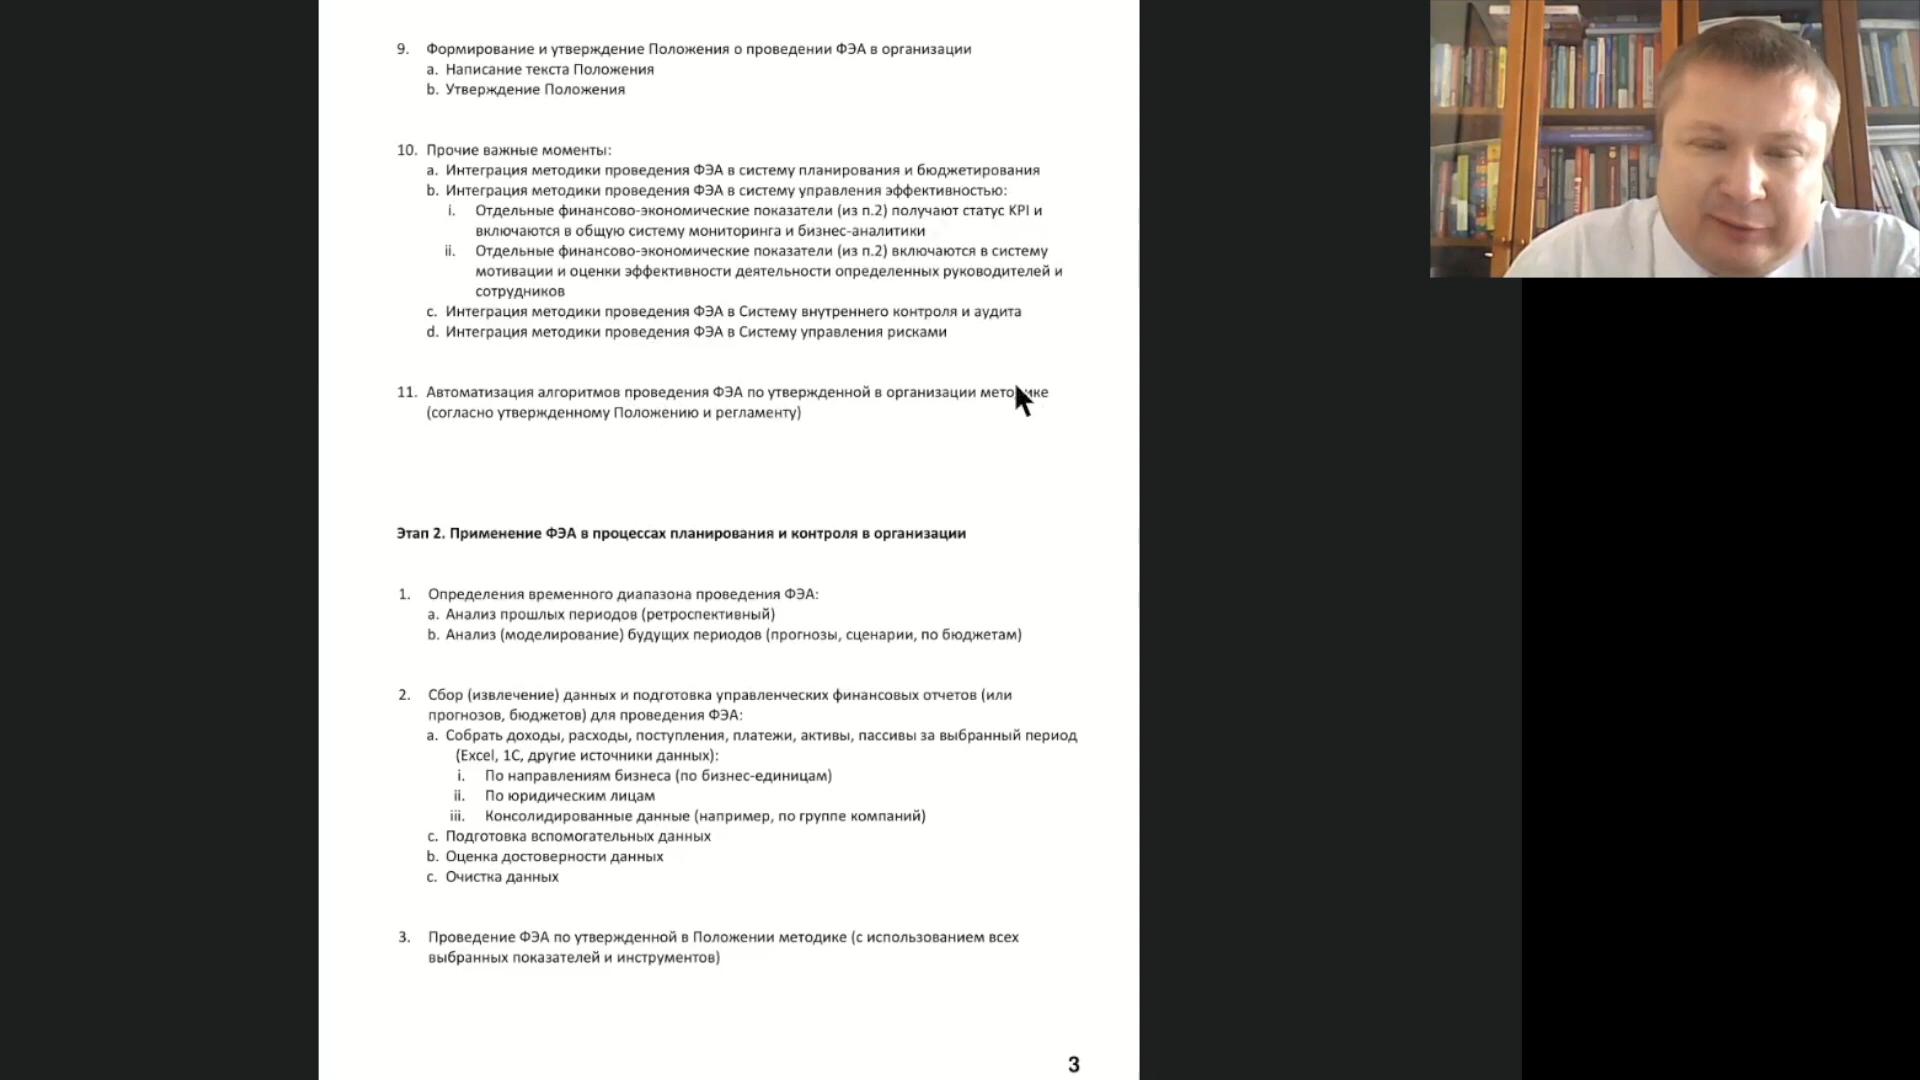 9. Формирование и утверждение Положения о проведении ФЭА в организации
a. Написание текста Положения
b. Утверждение Положения
10. Прочие важные моменты:
a. Интеграция методики проведения ФЭА в систему планирования и бюджетирования
b. Интеграция методики проведения ФЭА в систему управления эффективностью:
i. Отдельные финансово-экономические показатели (из п.2) получают статус KPI и
включаются в общую систему мониторинга и бизнес-аналитики
ii. Отдельные финансово-экономические показатели (из п.2) включаются в систему
мотивации и оценки эффективности деятельности определенных руководителей и
сотрудников
c. Интеграция методики проведения ФЭА в Систему внутреннего контроля и аудита
d. Интеграция методики проведения ФЭА в Систему управления рисками
11. Автоматизация алгоритмов проведения ФЭА по утвержденной в организации методике
(согласно утвержденному Положению и регламенту)
Этап 2. Применение ФЭА в процессах планирования и контроля в организации
1. Определения временного диапазона проведения ФЭА:
a. Анализ прошлых периодов (ретроспективный)
b. Анализ (моделирование) будущих периодов (прогнозы, сценарии, по бюджетам)
2. Сбор (извлечение) данных и подготовка управленческих финансовых отчетов (или
прогнозов, бюджетов) для проведения ФЭА:
a. Собрать доходы, расходы, поступления, платежи, активы, пассивы за выбранный период
(Excel, 1С, другие источники данных):
i. По направлениям бизнеса (по бизнес-единицам)
ii. По юридическим лицам
iii. Консолидированные данные (например, по группе компаний)
c. Подготовка вспомогательных данных
b. Оценка достоверности данных
c. Очистка данных
3. Проведение ФЭА по утвержденной в Положении методике (с использованием всех
выбранных показателей и инструментов)
3